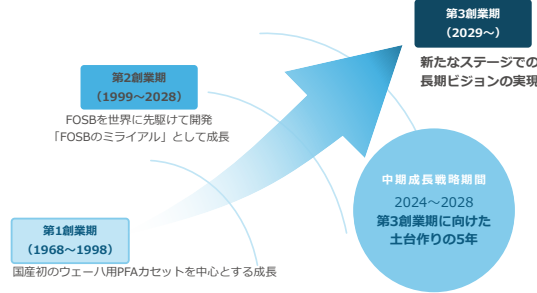 第3創業期
（2029～）
新たなステージでの
長期ビジョンの実現
第2創業期
（1999～2028）
FOSBを世界に先駆けて開発
「FOSBのミライアル」として成長
中期成長戦略期間
2024～2028
第3創業期に向けた
土台作りの5年
第1創業期
（1968～1998）
国産初のウェーハ用PFAカセットを中心とする成長